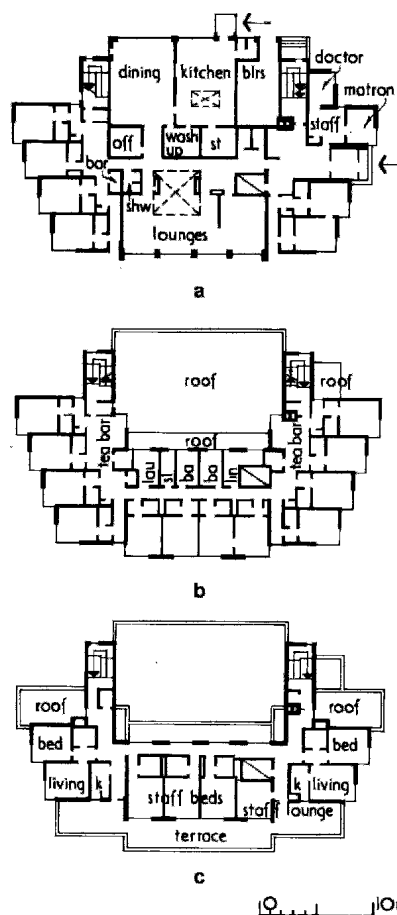 dining
kitchen
blrs
doctor
matron
staff
off
wash
up
st
bar
shw
lounges
a
roof
roof
roof
tea bar
lau
sl
ba
ba
lin
tea bar
b
roof
roof
bed
bed
living
k
staff beds
k
living
staff lounge
terrace
c
0
10